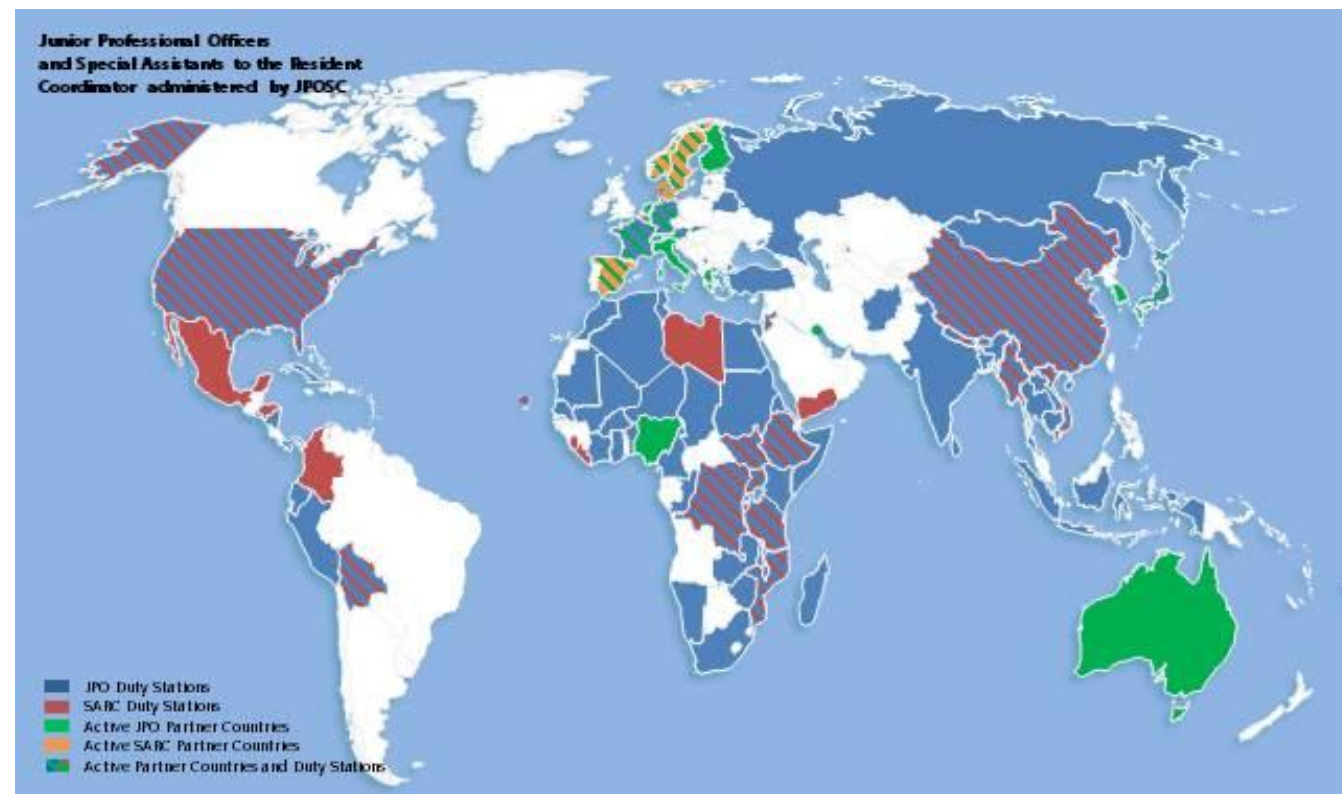 Junior Professional Officers
and Special Assistants to the Resident
Coordinator administered by JPOSC
JPO Duty Stations
SARC Duty Stations
Active JPO Partner Countries
Active SARC Partner Countries
Active Partner Countries and Duty Stations